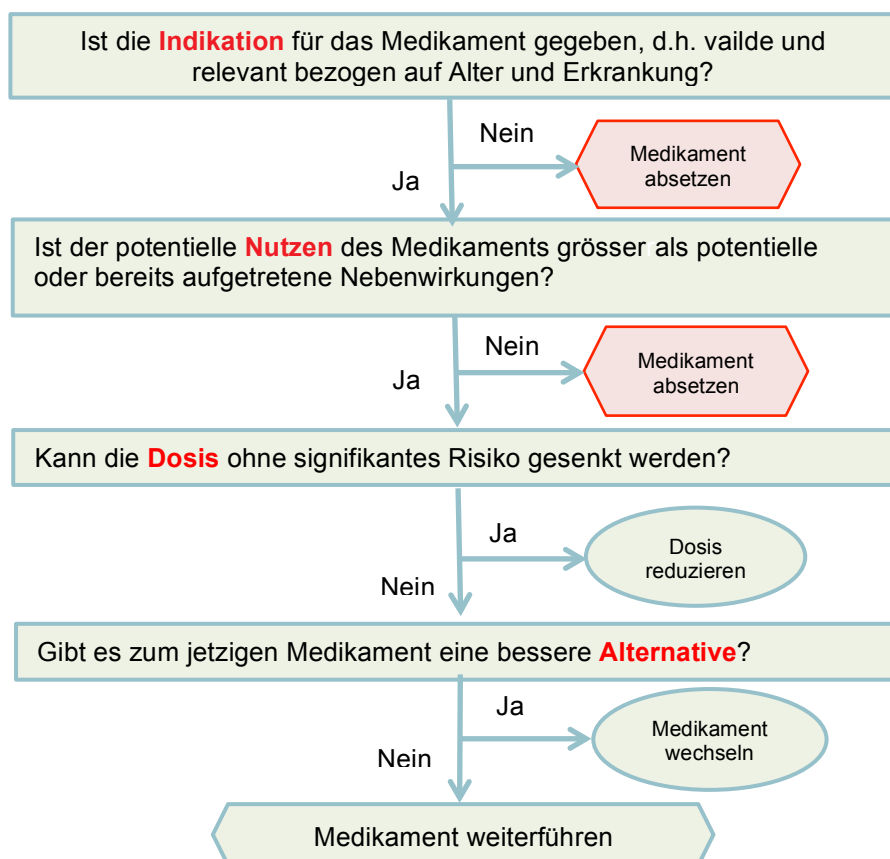 Ist die Indikation für das Medikament gegeben, d.h. vailde und
relevant bezogen auf Alter und Erkrankung?
Nein
Medikament
absetzen
Ja
Ist der potentielle Nutzen des Medikaments grösser als potentielle
oder bereits aufgetretene Nebenwirkungen?
Nein
Medikament
absetzen
Ja
Kann die Dosis ohne signifikantes Risiko gesenkt werden?
Ja
Dosis
reduzieren
Nein
Gibt es zum jetzigen Medikament eine bessere Alternative?
Ja
Medikament
wechseln
Nein
Medikament weiterführen